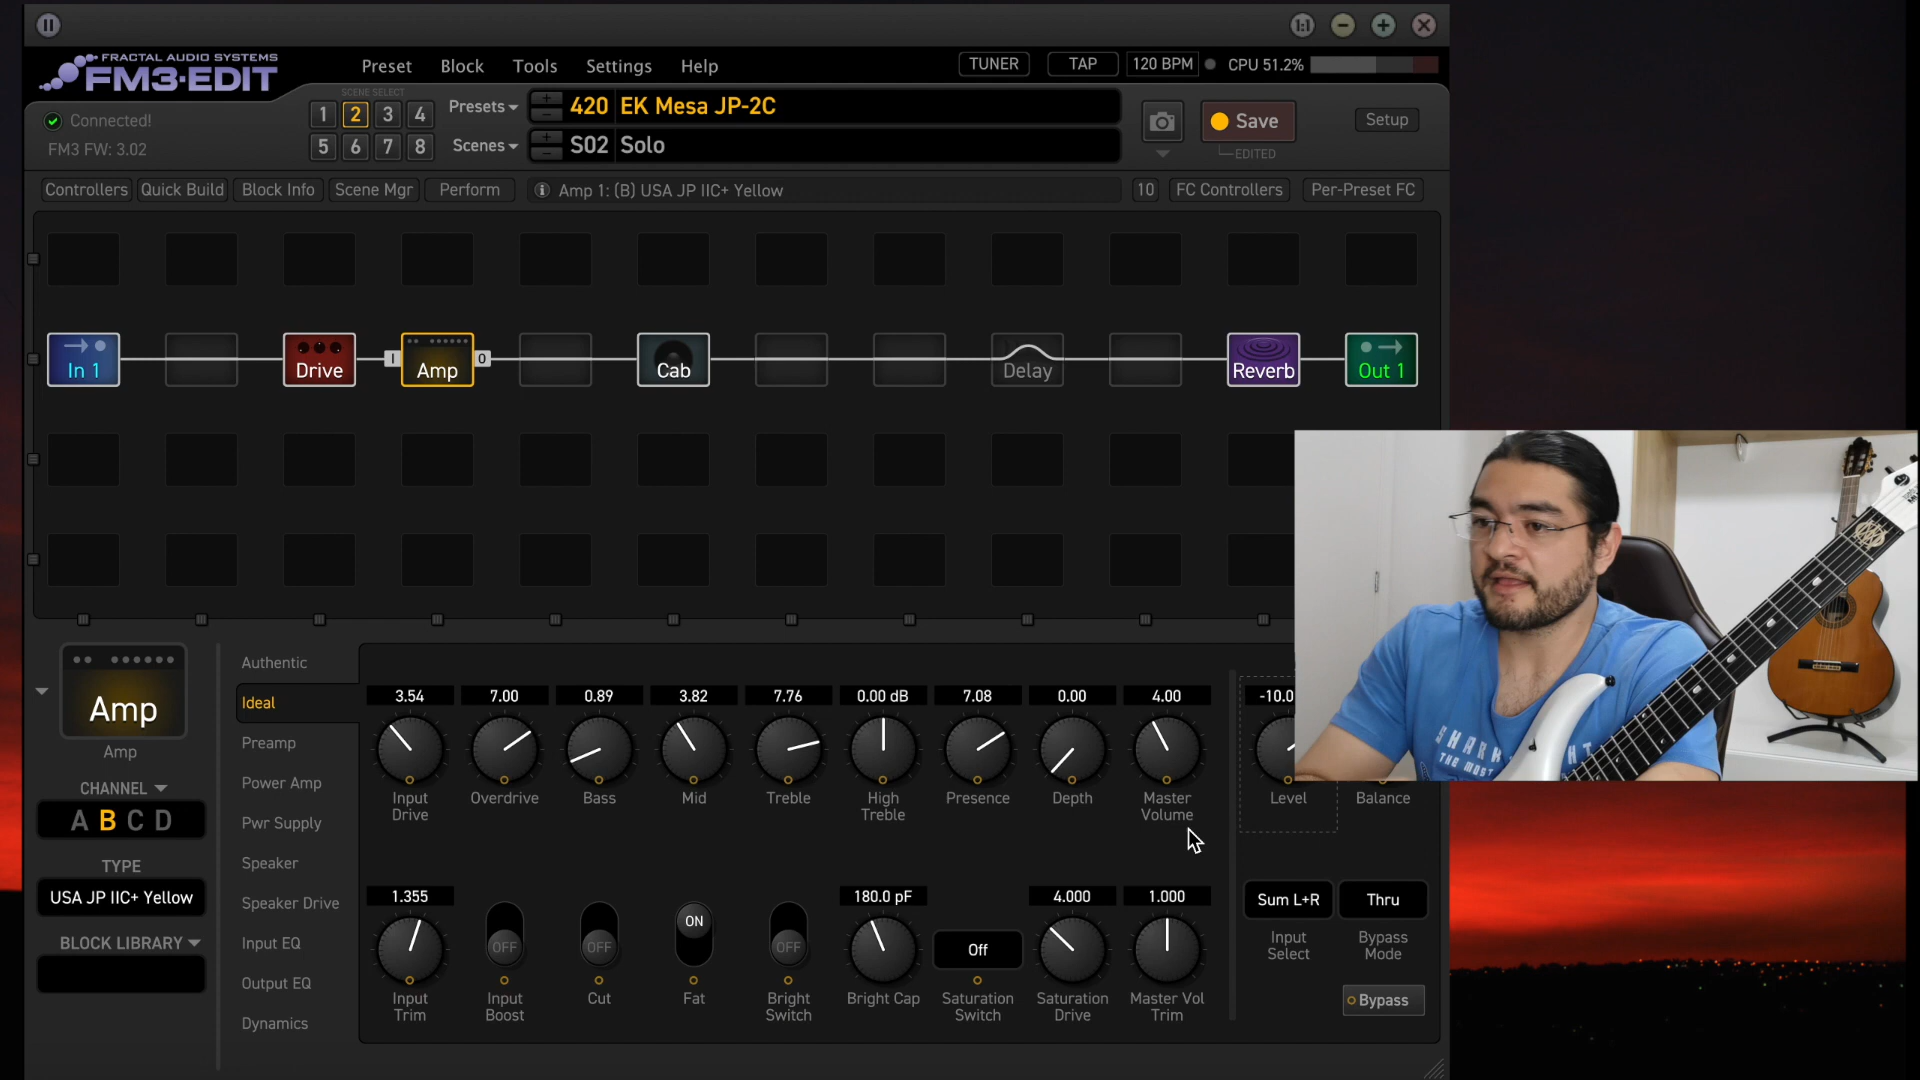 1:1
FRACTAL AUDIO SYSTEMS
FM3-EDIT
Preset Block Tools Settings Help
TUNER TAP 120 BPM CPU 51.2%
SCENE SELECT
1 2 3 4
5 6 7 8
Presets 420 EK Mesa JP-2C
Scenes S02 Solo
Save
EDITED
Setup
Connected!
FM3 FW: 3.02
Controllers Quick Build Block Info Scene Mgr Perform Amp 1: (B) USA JP IIC+ Yellow 10 FC Controllers Per-Preset FC
In 1 Drive I Amp O Cab Delay Reverb Out 1
Amp
Amp
CHANNEL
A B C D
TYPE
USA JP IIC+ Yellow
BLOCK LIBRARY
Authentic
Ideal
Preamp
Power Amp
Pwr Supply
Speaker
Speaker Drive
Input EQ
Output EQ
Dynamics
3.54 7.00 0.89 3.82 7.76 0.00 dB 7.08 0.00 4.00 -10.0
Input Drive Overdrive Bass Mid Treble High Treble Presence Depth Master Volume Level Balance
1.355 180.0 pF 4.000 1.000
OFF OFF ON OFF Off
Input Trim Input Boost Cut Fat Bright Switch Bright Cap Saturation Switch Saturation Drive Master Vol Trim
Sum L+R Thru
Input Select Bypass Mode
Bypass
THE MOST